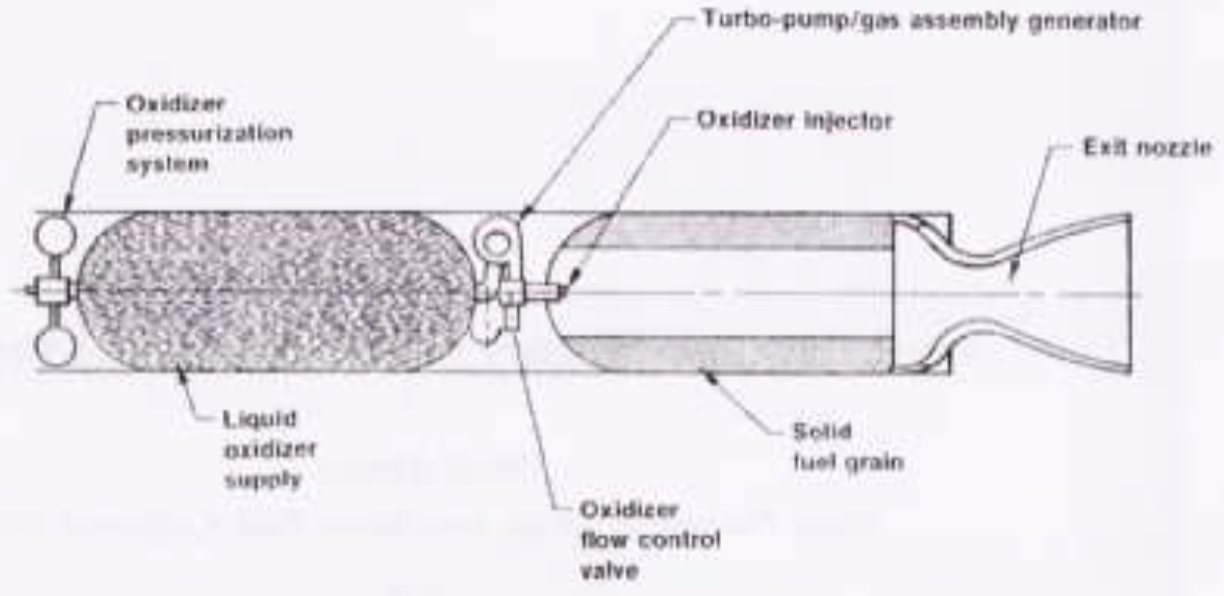 Turbo-pump/gas assembly generator
Oxidizer
pressurization
system
Oxidizer injector
Exit nozzle
Liquid
oxidizer
supply
Solid
fuel grain
Oxidizer
flow control
valve